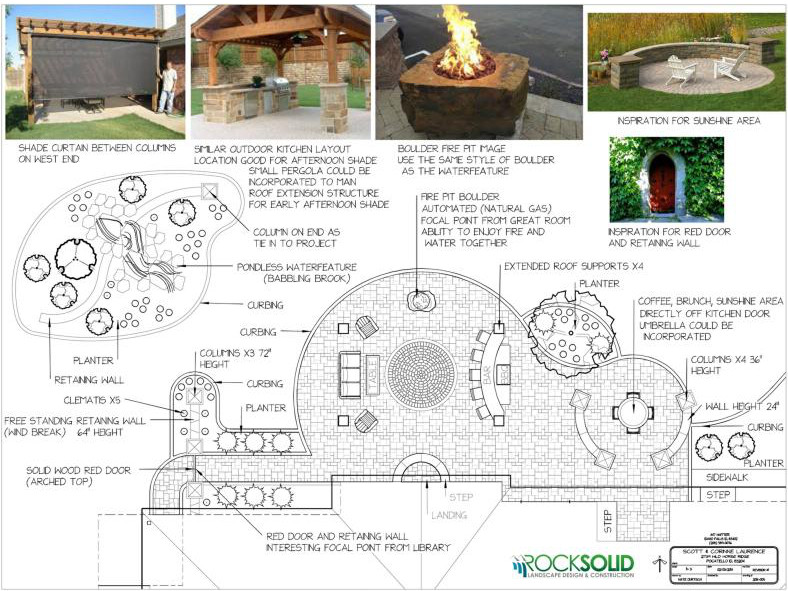 SHADE CURTAIN BETWEEN COLUMNS
ON WEST END
SIMILAR OUTDOOR KITCHEN LAYOUT
LOCATION GOOD FOR AFTERNOON SHADE
SMALL PERGOLA COULD BE
INCORPORATED TO MAN
ROOF EXTENSION STRUCTURE
FOR EARLY AFTERNOON SHADE
BOULDER FIRE PIT IMAGE
USE THE SAME STYLE OF BOULDER
AS THE WATERFEATURE
INSPIRATION FOR SUNSHINE AREA
INSPIRATION FOR RED DOOR
AND RETAINING WALL
COLUMN ON END AS
TIE IN TO PROJECT
PONDLESS WATERFEATURE
(BABBLING BROOK)
CURBING
PLANTER
RETAINING WALL
FIRE PIT BOULDER
AUTOMATED (NATURAL GAS)
FOCAL POINT FROM GREAT ROOM
ABILITY TO ENJOY FIRE AND
WATER TOGETHER
EXTENDED ROOF SUPPORTS X4
PLANTER
COFFEE, BRUNCH, SUNSHINE AREA
DIRECTLY OFF KITCHEN DOOR
UMBRELLA COULD BE
INCORPORATED
CURBING
COLUMNS X3 72"
HEIGHT
CURBING
PLANTER
CLEMATIS X5
FREE STANDING RETAINING WALL
(WIND BREAK) 64" HEIGHT
SOLID WOOD RED DOOR
(ARCHED TOP)
TABLE
BAR
COLUMNS X4 36"
HEIGHT
WALL HEIGHT 24"
CURBING
PLANTER
SIDEWALK
STEP
STEP
LANDING
STEP
RED DOOR AND RETAINING WALL
INTERESTING FOCAL POINT FROM LIBRARY
ROCKSOLID
LANDSCAPE DESIGN & CONSTRUCTION
SCOTT & CORINNE LAURENCE